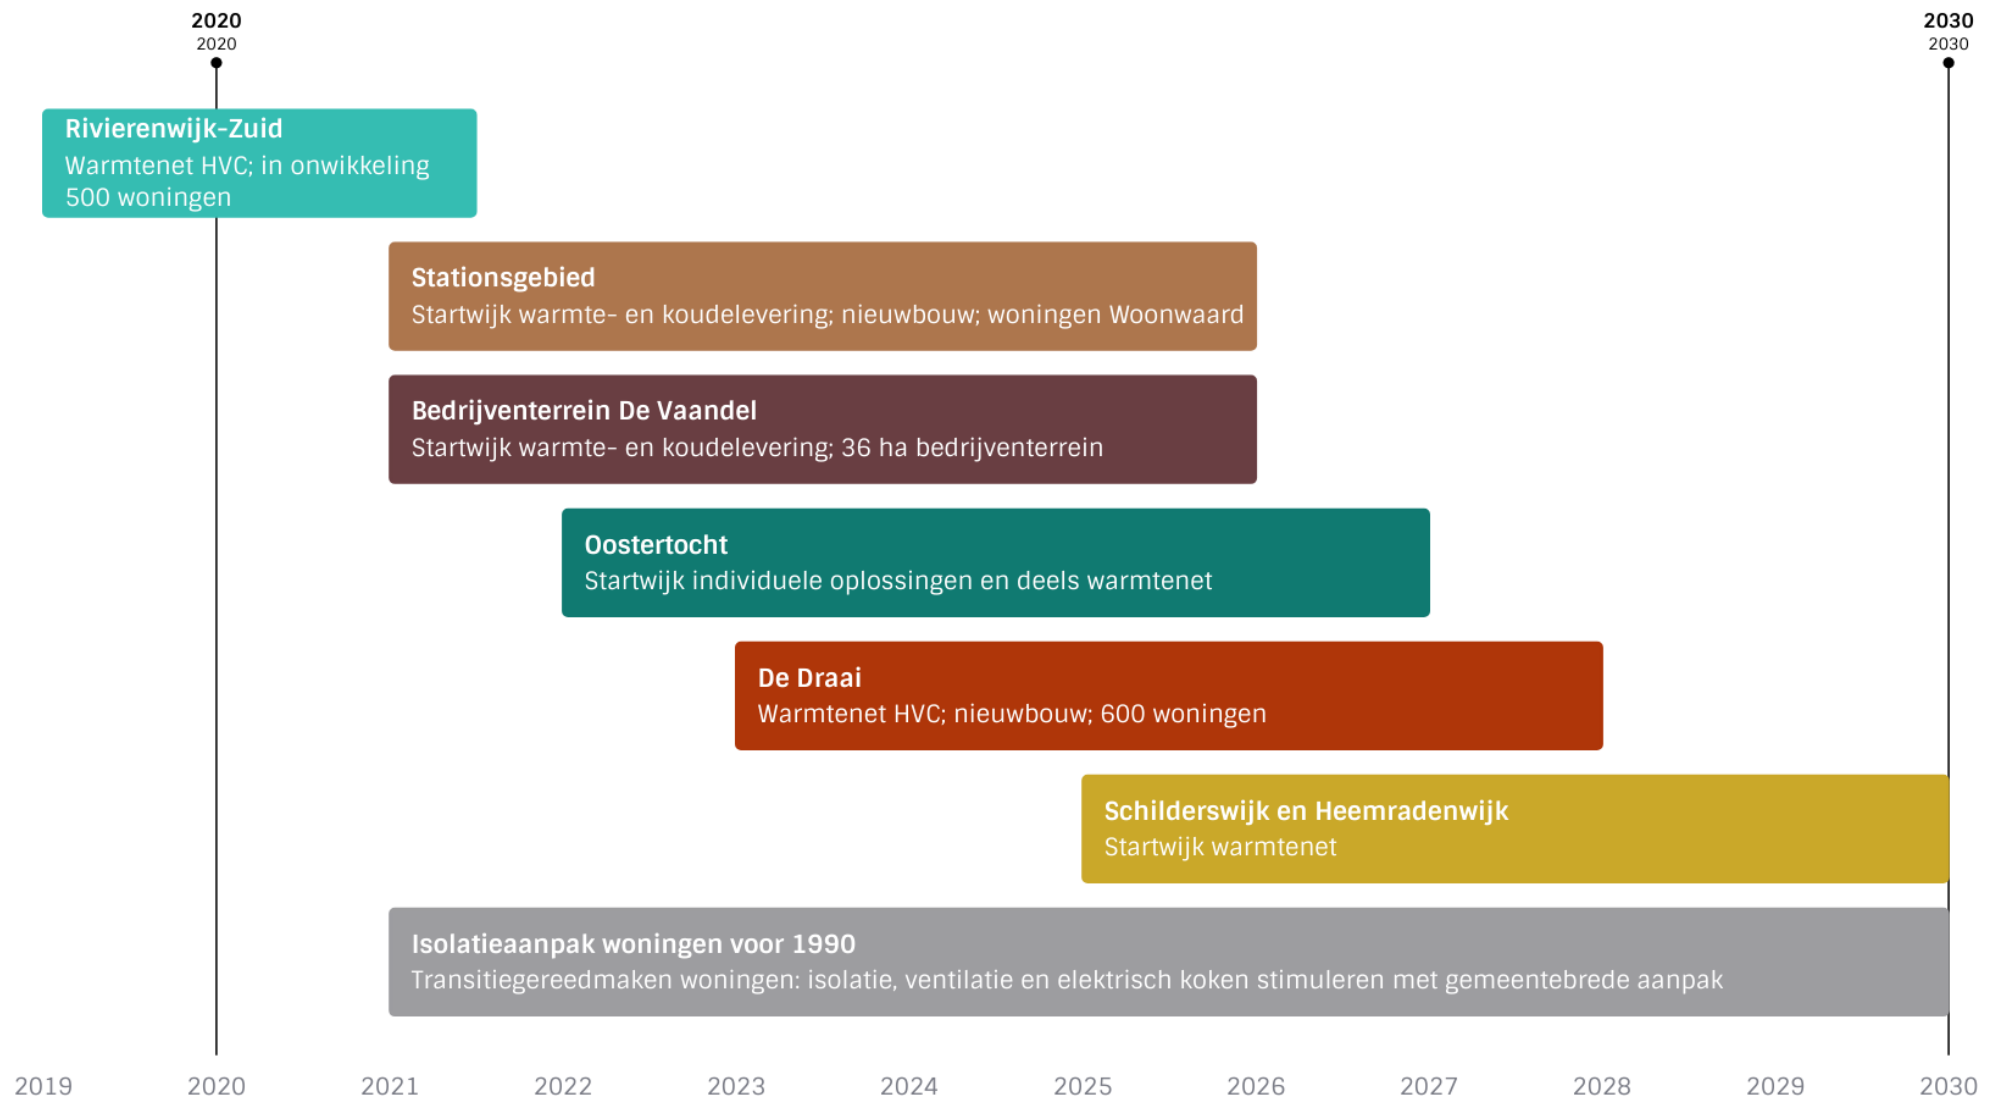 2020
2020
2030
2030
Rivierenwijk-Zuid
Warmtenet HVC; in onwikkeling
500 woningen
Stationsgebied
Startwijk warmte- en koudelevering; nieuwbouw; woningen Woonwaard
Bedrijventerrein De Vaandel
Startwijk warmte- en koudelevering; 36 ha bedrijventerrein
Oostertocht
Startwijk individuele oplossingen en deels warmtenet
De Draai
Warmtenet HVC; nieuwbouw; 600 woningen
Schilderswijk en Heemradenwijk
Startwijk warmtenet
Isolatieaanpak woningen voor 1990
Transitiegereedmaken woningen: isolatie, ventilatie en elektrisch koken stimuleren met gemeentebrede aanpak
2019 2020 2021 2022 2023 2024 2025 2026 2027 2028 2029 2030